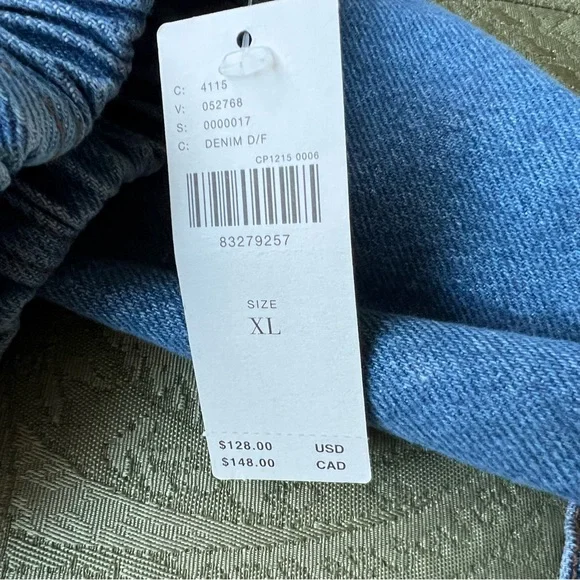 C: 4115
V: 052768
S: 0000017
C: DENIM D/F
CP1215 0006
83279257
SIZE
XL
$128.00 USD
$148.00 CAD